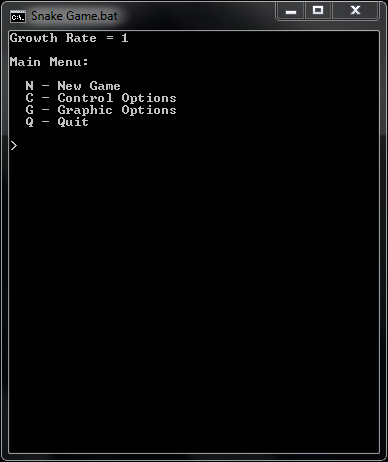 Snake Game.bat
Growth Rate = 1
Main Menu:
N - New Game
C - Control Options
G - Graphic Options
Q - Quit
>